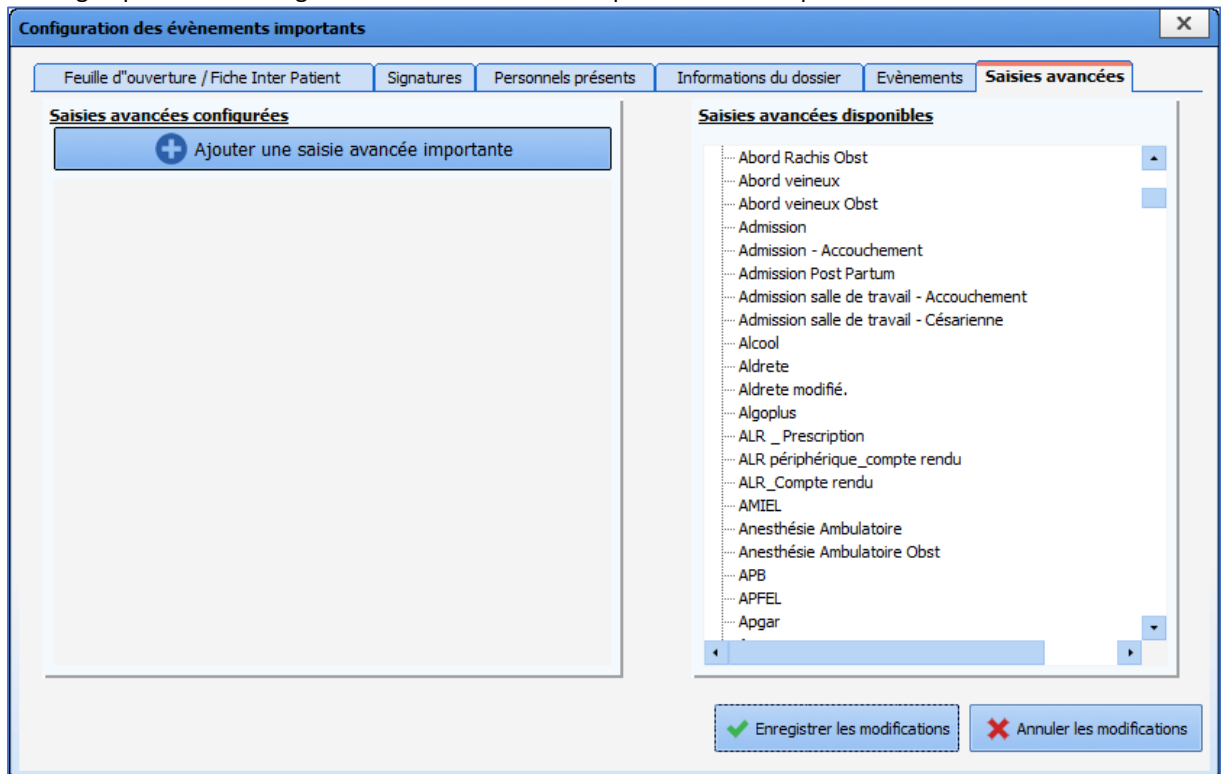 Configuration des évènements importants
Feuille d"ouverture / Fiche Inter Patient Signatures Personnels présents Informations du dossier Evènements Saisies avancées
Saisies avancées configurées
Ajouter une saisie avancée importante
Saisies avancées disponibles
Abord Rachis Obst
Abord veineux
Abord veineux Obst
Admission
Admission - Accouchement
Admission Post Partum
Admission salle de travail - Accouchement
Admission salle de travail - Césarienne
Alcool
Aldrete
Aldrete modifié.
Algoplus
ALR _ Prescription
ALR périphérique_compte rendu
ALR_Compte rendu
AMIEL
Anesthésie Ambulatoire
Anesthésie Ambulatoire Obst
APB
APFEL
Apgar
Enregistrer les modifications Annuler les modifications